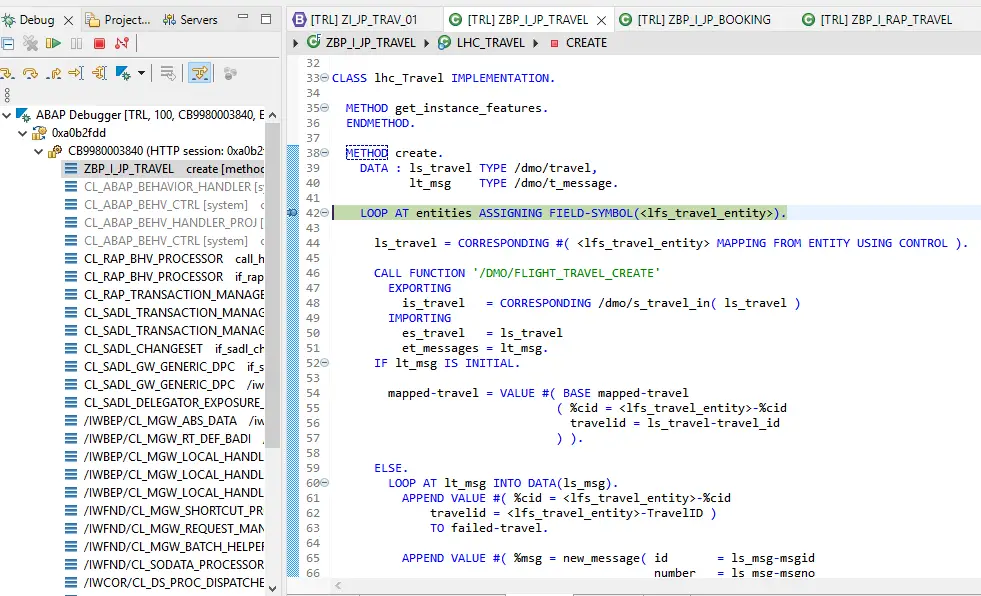 Debug
Project...
Servers
ABAP Debugger [TRL, 100, CB9980003840, E
0xa0b2fdd
CB9980003840 (HTTP session: 0xa0b2
ZBP_I_JP_TRAVEL create [method
CL_ABAP_BEHAVIOR_HANDLER [sy
CL_ABAP_BEHV_CTRL [system] c
CL_ABAP_BEHV_HANDLER_PROJ [
CL_ABAP_BEHV_CTRL [system] c
CL_RAP_BHV_PROCESSOR call_h
CL_RAP_BHV_PROCESSOR if_rap
CL_RAP_TRANSACTION_MANAGE
CL_SADL_TRANSACTION_MANAG
CL_SADL_TRANSACTION_MANAG
CL_SADL_CHANGESET if_sadl_ch
CL_SADL_GW_GENERIC_DPC if_s
CL_SADL_GW_GENERIC_DPC /iw
CL_SADL_DELEGATOR_EXPOSURE_
/IWBEP/CL_MGW_ABS_DATA /iw
/IWBEP/CL_MGW_RT_DEF_BADI /
/IWBEP/CL_MGW_LOCAL_HANDL
/IWBEP/CL_MGW_LOCAL_HANDL
/IWBEP/CL_MGW_LOCAL_HANDL
/IWFND/CL_MGW_SHORTCUT_PR
/IWFND/CL_MGW_REQUEST_MAN
/IWFND/CL_MGW_BATCH_HELPER
/IWFND/CL_SODATA_PROCESSOR
/IWCOR/CL_DS_PROC_DISPATCHE
[TRL] ZI_JP_TRAV_01
[TRL] ZBP_I_JP_TRAVEL
[TRL] ZBP_I_JP_BOOKING
[TRL] ZBP_I_RAP_TRAVEL
ZBP_I_JP_TRAVEL
LHC_TRAVEL
CREATE
32
33 CLASS lhc_Travel IMPLEMENTATION.
34
35 METHOD get_instance_features.
36 ENDMETHOD.
37
38 METHOD create.
39 DATA : ls_travel TYPE /dmo/travel,
40 lt_msg TYPE /dmo/t_message.
41
42 LOOP AT entities ASSIGNING FIELD-SYMBOL(<lfs_travel_entity>).
43
44 ls_travel = CORRESPONDING #( <lfs_travel_entity> MAPPING FROM ENTITY USING CONTROL ).
45
46 CALL FUNCTION '/DMO/FLIGHT_TRAVEL_CREATE'
47 EXPORTING
48 is_travel = CORRESPONDING /dmo/s_travel_in( ls_travel )
49 IMPORTING
50 es_travel = ls_travel
51 et_messages = lt_msg.
52 IF lt_msg IS INITIAL.
53
54 mapped-travel = VALUE #( BASE mapped-travel
55 ( %cid = <lfs_travel_entity>-%cid
56 travelid = ls_travel-travel_id
57 ) ).
58
59 ELSE.
60 LOOP AT lt_msg INTO DATA(ls_msg).
61 APPEND VALUE #( %cid = <lfs_travel_entity>-%cid
62 travelid = <lfs_travel_entity>-TravelID )
63 TO failed-travel.
64
65 APPEND VALUE #( %msg = new_message( id = ls_msg-msgid
66 number = ls_msg-msgno